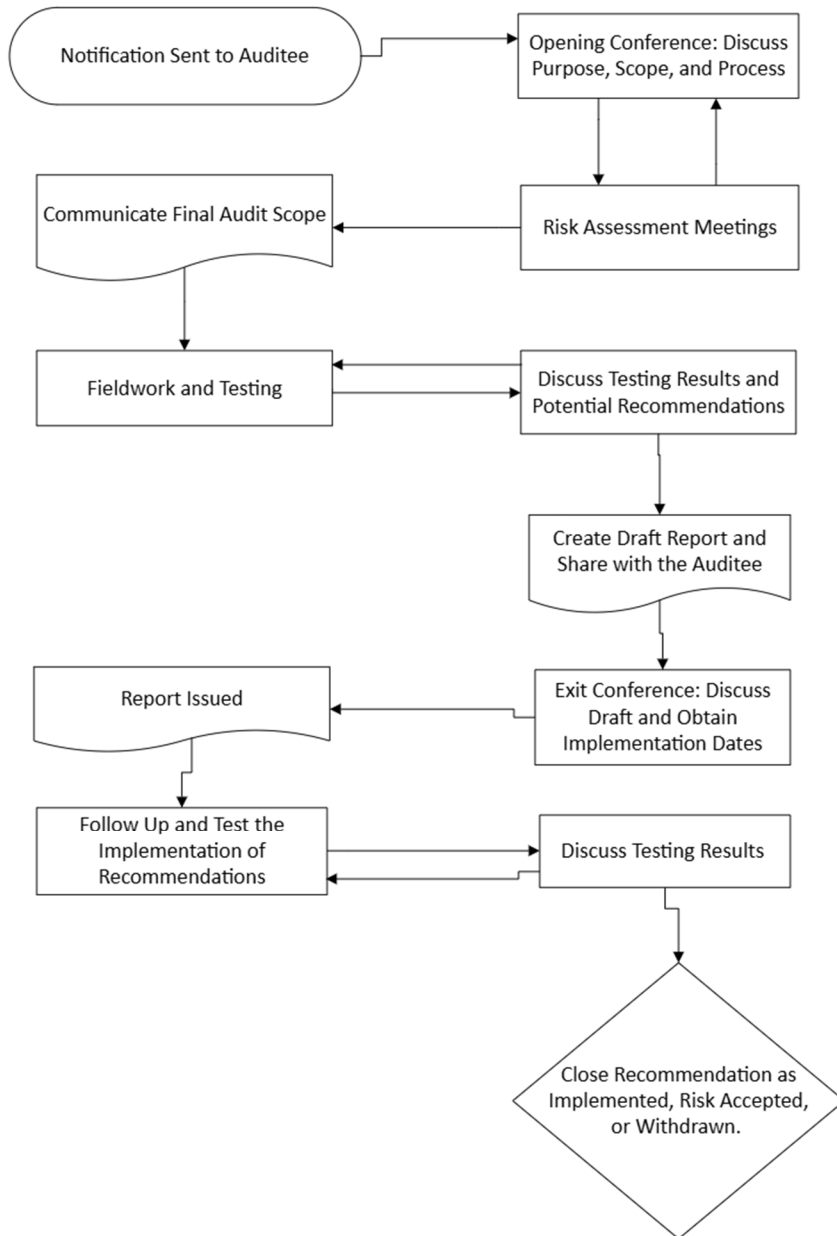 Notification Sent to Auditee
Opening Conference: Discuss
Purpose, Scope, and Process
Risk Assessment Meetings
Communicate Final Audit Scope
Fieldwork and Testing
Discuss Testing Results and
Potential Recommendations
Create Draft Report and
Share with the Auditee
Exit Conference: Discuss
Draft and Obtain
Implementation Dates
Report Issued
Follow Up and Test the
Implementation of
Recommendations
Discuss Testing Results
Close Recommendation as
Implemented, Risk Accepted,
or Withdrawn.